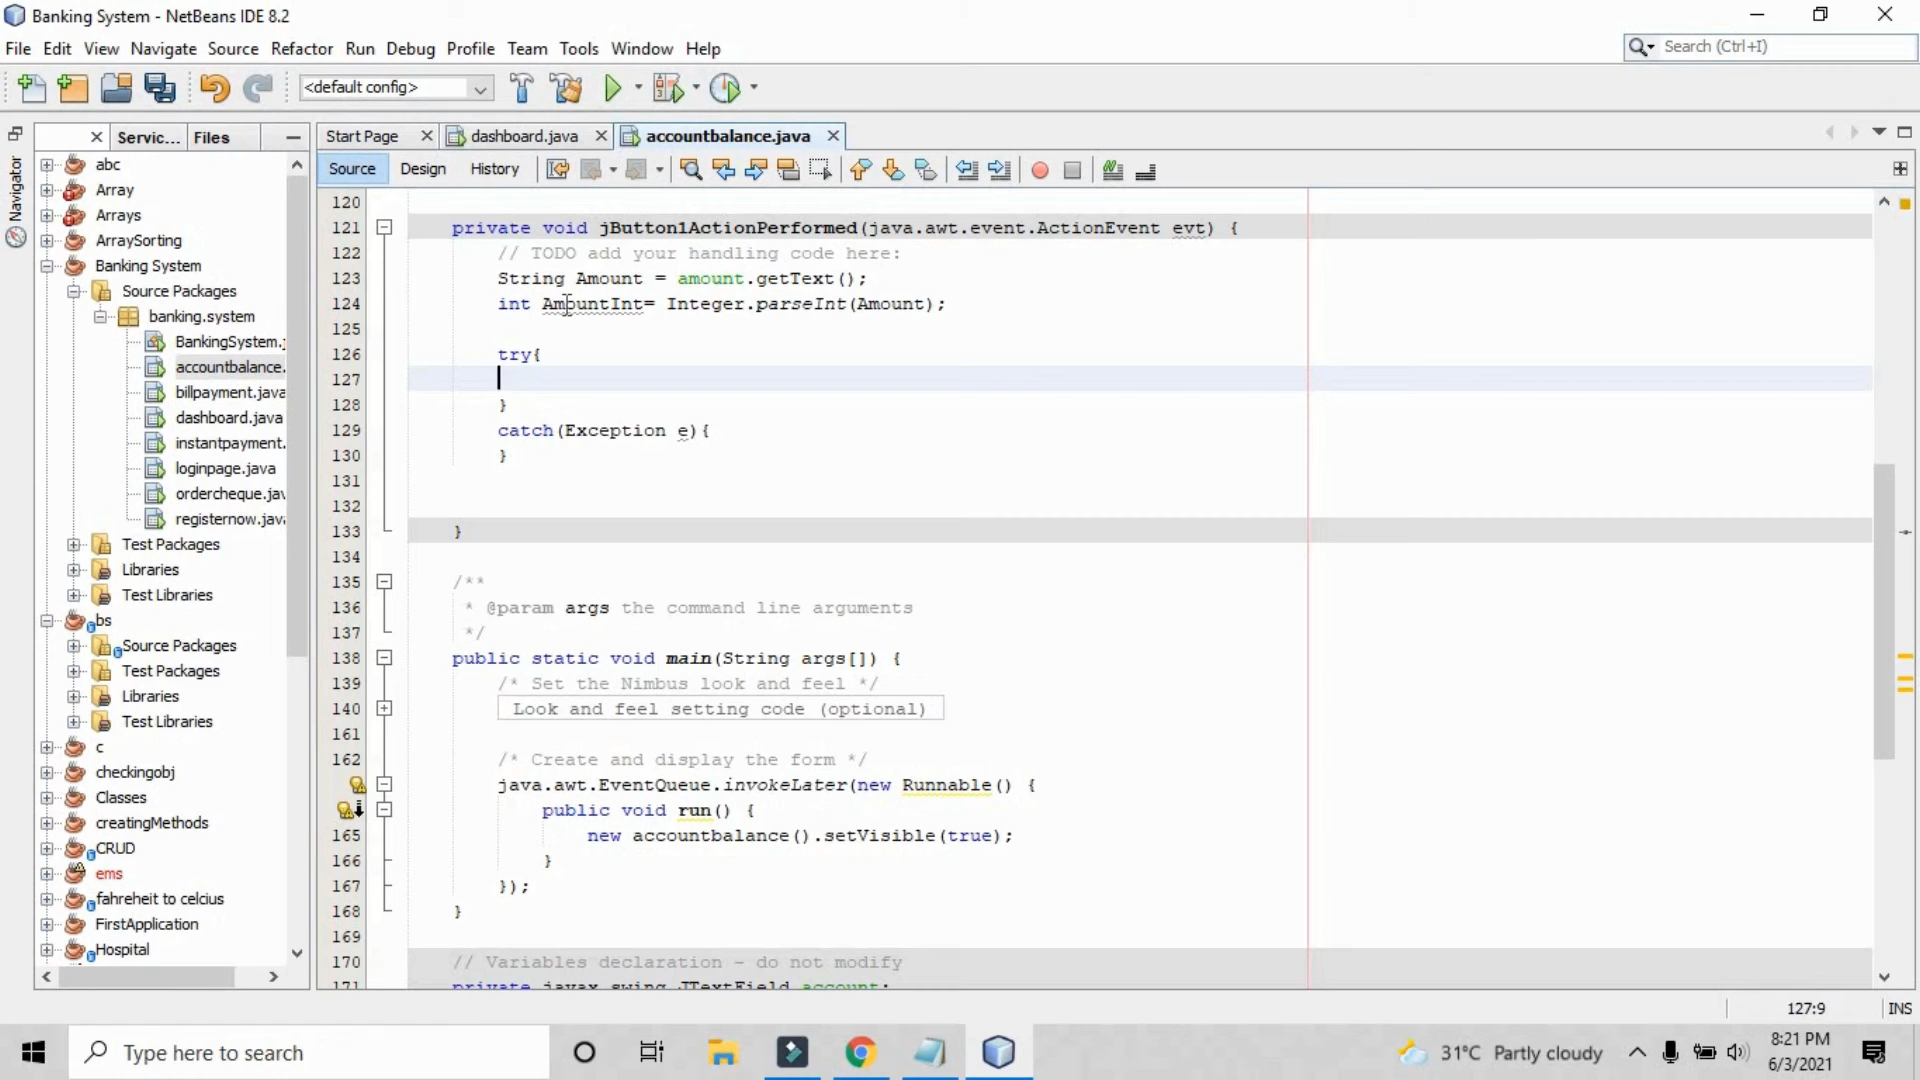 Banking System - NetBeans IDE 8.2
File Edit View Navigate Source Refactor Run Debug Profile Team Tools Window Help
Search (Ctrl+I)
<default config>
Servic... Files
Start Page dashboard.java accountbalance.java
Source Design History
Navigator
abc
Array
Arrays
ArraySorting
Banking System
Source Packages
banking.system
BankingSystem.j
accountbalance.
billpayment.java
dashboard.java
instantpayment.
loginpage.java
ordercheque.jav
registernow.java
Test Packages
Libraries
Test Libraries
bs
Source Packages
Test Packages
Libraries
Test Libraries
c
checkingobj
Classes
creatingMethods
CRUD
ems
fahreheit to celcius
FirstApplication
Hospital
120
121 private void jButton1ActionPerformed(java.awt.event.ActionEvent evt) {
122 // TODO add your handling code here:
123 String Amount = amount.getText();
124 int AmountInt= Integer.parseInt(Amount);
125
126 try{
127
128 }
129 catch(Exception e){
130 }
131
132
133 }
134
135 /**
136 * @param args the command line arguments
137 */
138 public static void main(String args[]) {
139 /* Set the Nimbus look and feel */
140 Look and feel setting code (optional)
161
162 /* Create and display the form */
java.awt.EventQueue.invokeLater(new Runnable() {
public void run() {
165 new accountbalance().setVisible(true);
166 }
167 });
168 }
169
170 // Variables declaration - do not modify
171 private javax.swing.JTextField account;
127:9 INS
Type here to search
31°C Partly cloudy
8:21 PM
6/3/2021